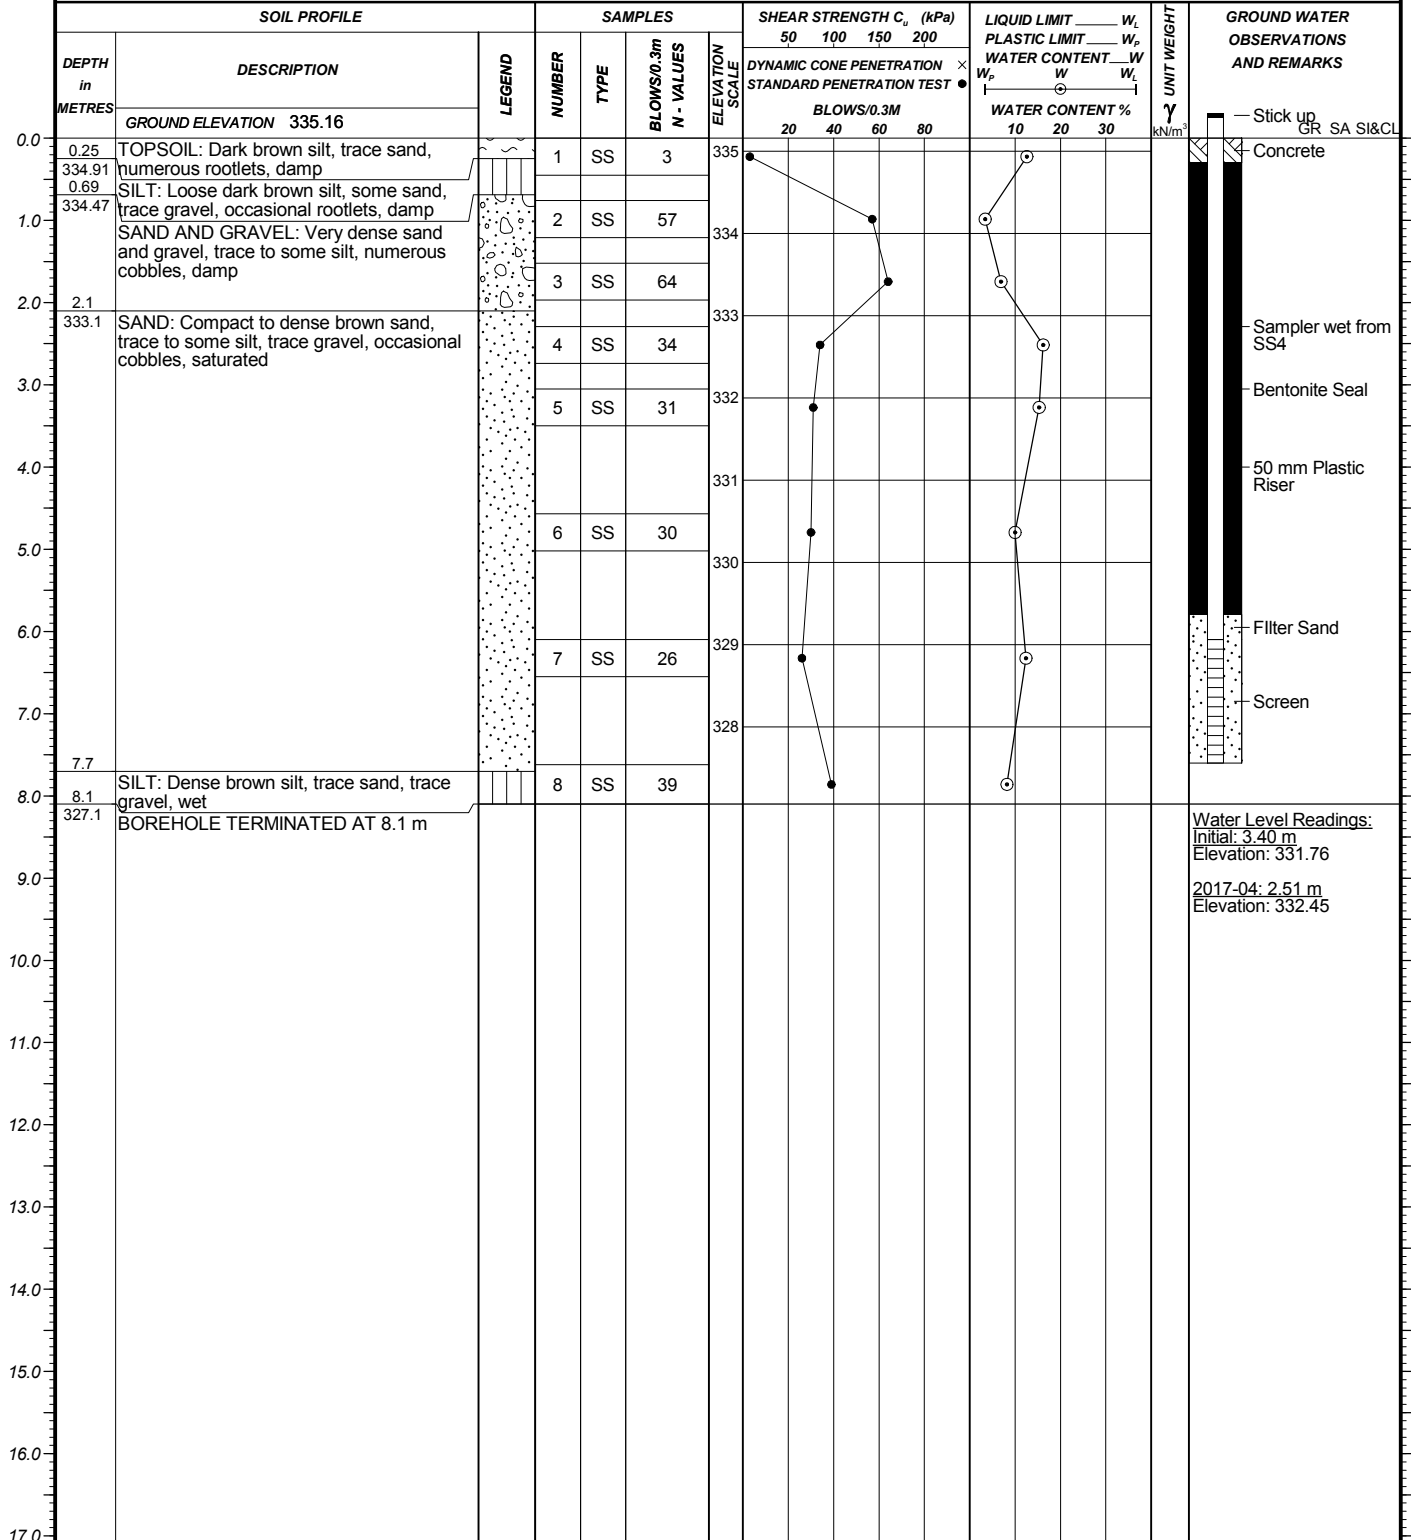 SOIL PROFILE
SAMPLES
SHEAR STRENGTH Cu (kPa)
50 100 150 200
DYNAMIC CONE PENETRATION ×
STANDARD PENETRATION TEST ●
BLOWS/0.3M
20 40 60 80
LIQUID LIMIT _____ WL
PLASTIC LIMIT ____ WP
WATER CONTENT__W
WP W WL
WATER CONTENT %
10 20 30
UNIT WEIGHT
γ
kN/m³
GROUND WATER
OBSERVATIONS
AND REMARKS
DEPTH
in
METRES
DESCRIPTION
GROUND ELEVATION 335.16
LEGEND
NUMBER
TYPE
BLOWS/0.3m
N - VALUES
ELEVATION
SCALE
Stick up
GR SA SI&CL
Concrete
0.0
0.25
334.91
TOPSOIL: Dark brown silt, trace sand,
numerous rootlets, damp
1 SS 3
335
0.69
334.47
SILT: Loose dark brown silt, some sand,
trace gravel, occasional rootlets, damp
1.0
SAND AND GRAVEL: Very dense sand
and gravel, trace to some silt, numerous
cobbles, damp
2 SS 57
334
3 SS 64
2.0
2.1
333.1
SAND: Compact to dense brown sand,
trace to some silt, trace gravel, occasional
cobbles, saturated
333
4 SS 34
Sampler wet from
SS4
3.0
332
5 SS 31
Bentonite Seal
4.0
331
50 mm Plastic
Riser
6 SS 30
5.0
330
6.0
329
FIlter Sand
7 SS 26
7.0
328
Screen
7.7
8.0
8.1
327.1
SILT: Dense brown silt, trace sand, trace
gravel, wet
8 SS 39
BOREHOLE TERMINATED AT 8.1 m
Water Level Readings:
Initial: 3.40 m
Elevation: 331.76
2017-04: 2.51 m
Elevation: 332.45
9.0
10.0
11.0
12.0
13.0
14.0
15.0
16.0
17.0